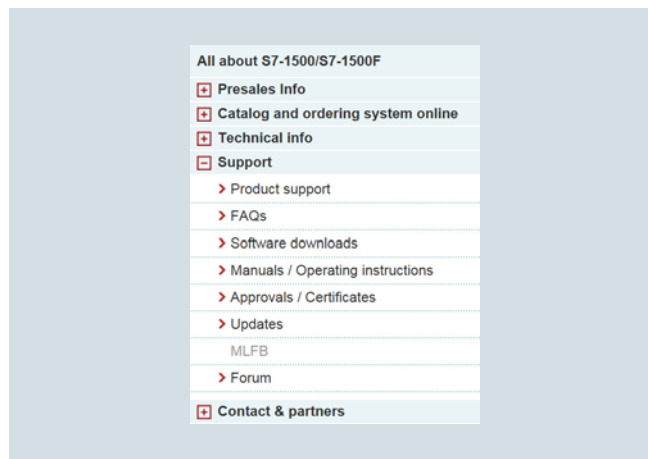 All about S7-1500/S7-1500F
Presales Info
Catalog and ordering system online
Technical info
Support
Product support
FAQs
Software downloads
Manuals / Operating instructions
Approvals / Certificates
Updates
MLFB
Forum
Contact & partners